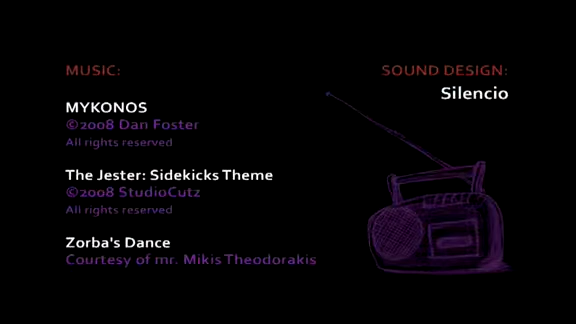 MUSIC:
MYKONOS
©2008 Dan Foster
All rights reserved
The Jester: Sidekicks Theme
©2008 StudioCutz
All rights reserved
Zorba's Dance
Courtesy of mr. Mikis Theodorakis
SOUND DESIGN:
Silencio